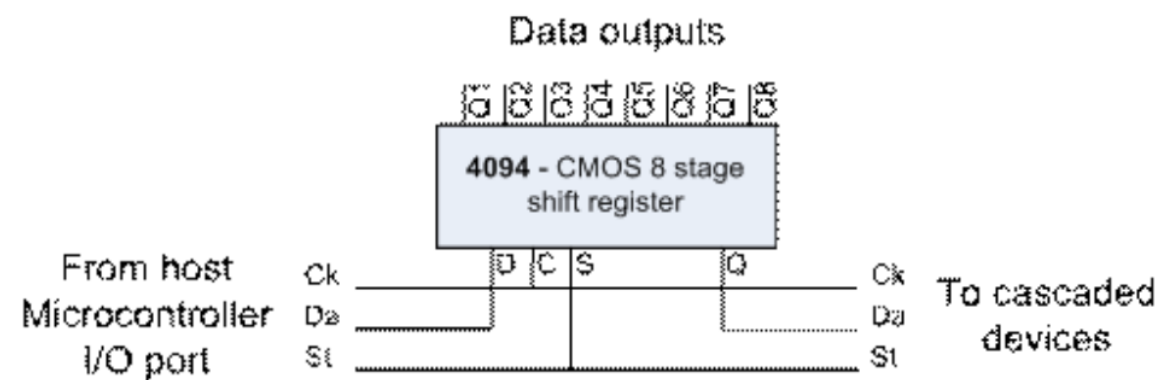 Data outputs
Q1 Q2 Q3 Q4 Q5 Q6 Q7 Q8
4094 - CMOS 8 stage
shift register
D C S Q
From host
Microcontroller
I/O port
Ck
Da
St
Ck
Da
St
To cascaded
devices